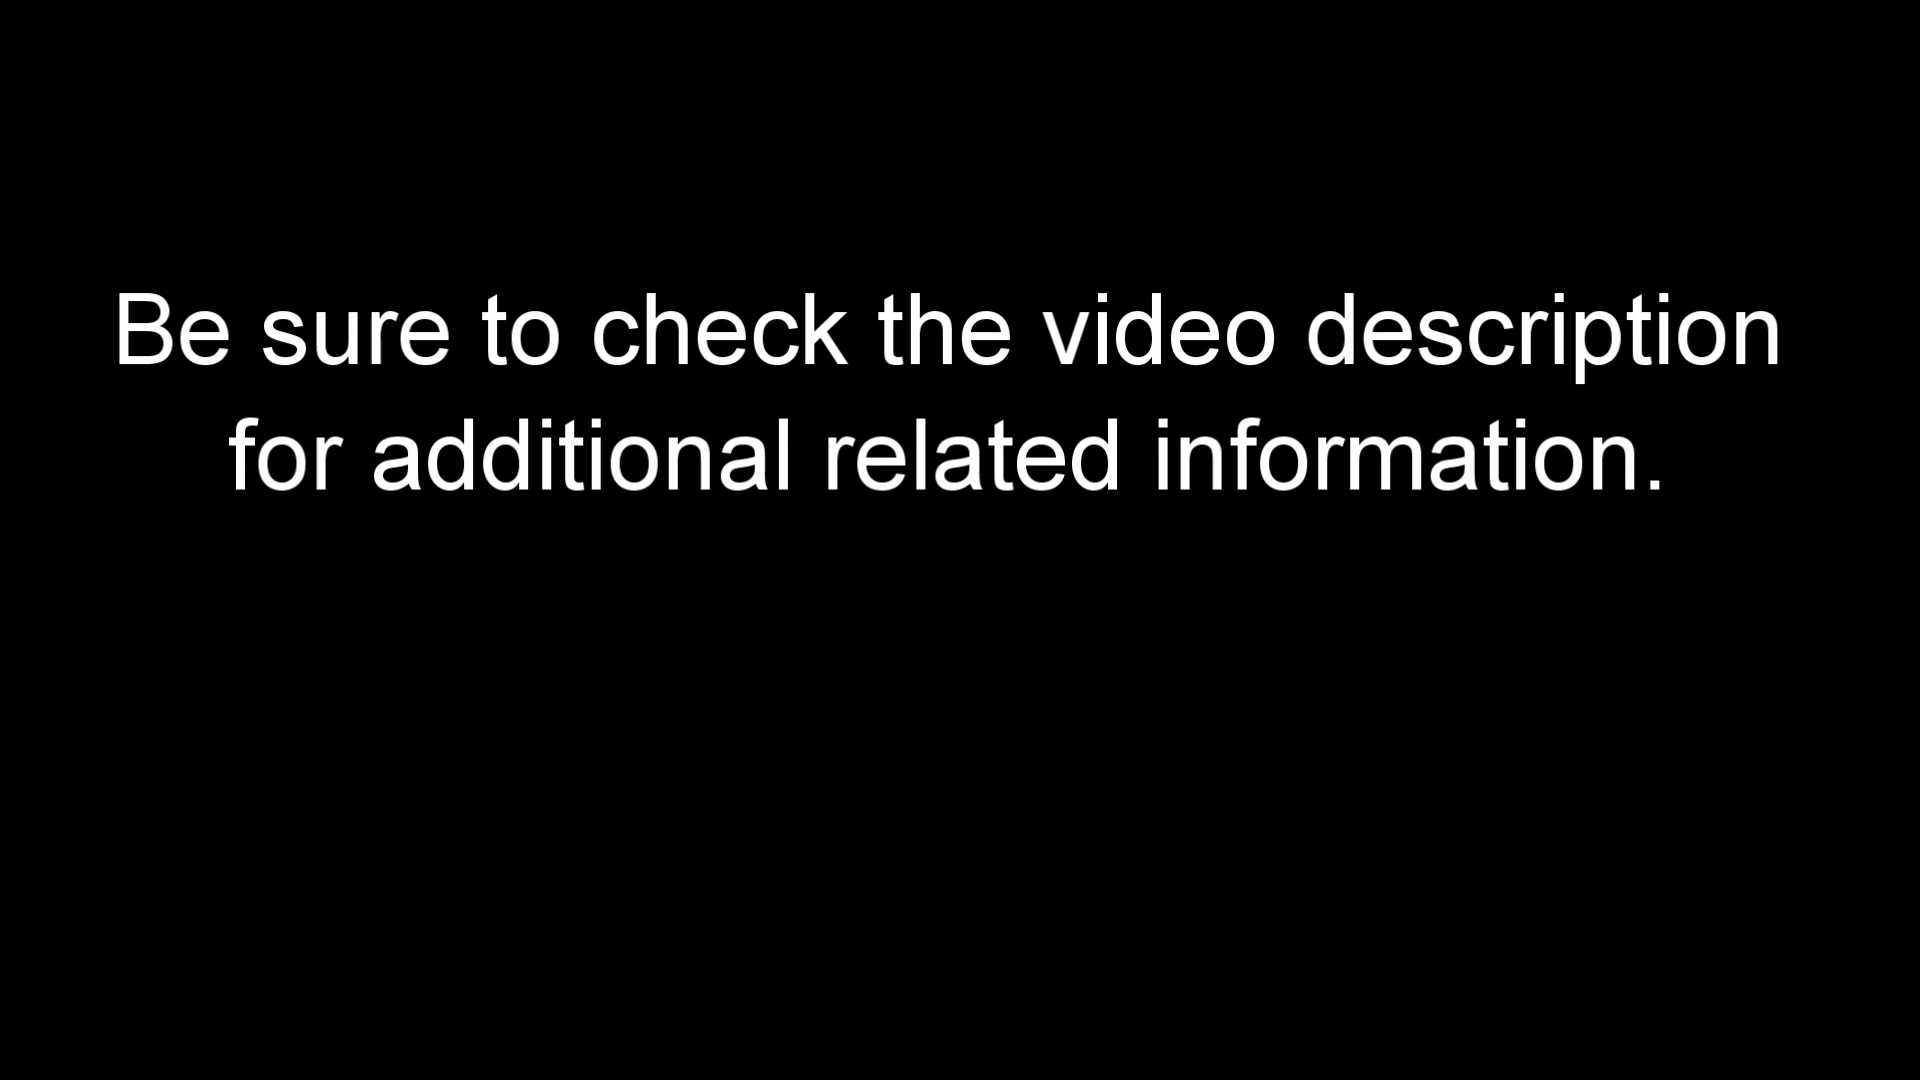 Be sure to check the video description
for additional related information.